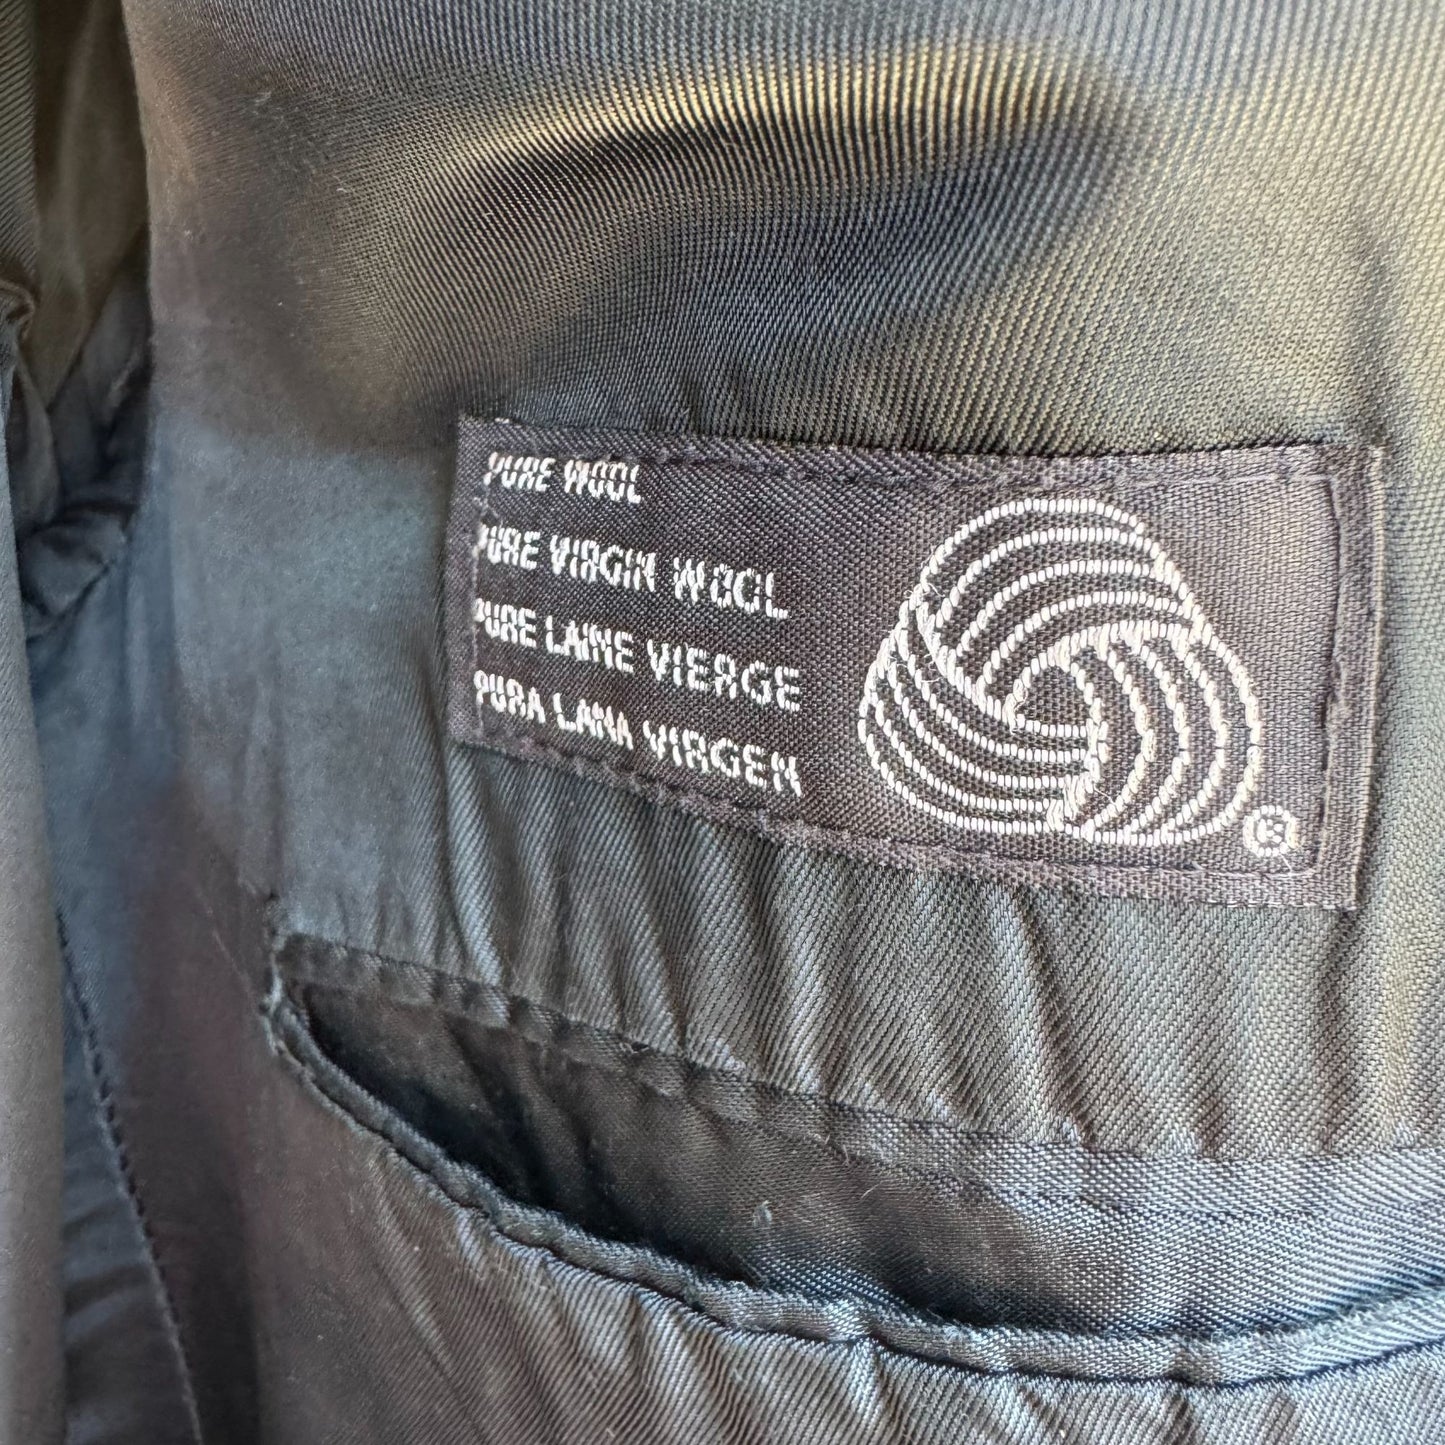 PURE WOOL
PURE VIRGIN WOOL
PURE LAINE VIERGE
PURA LANA VIRGEN
®